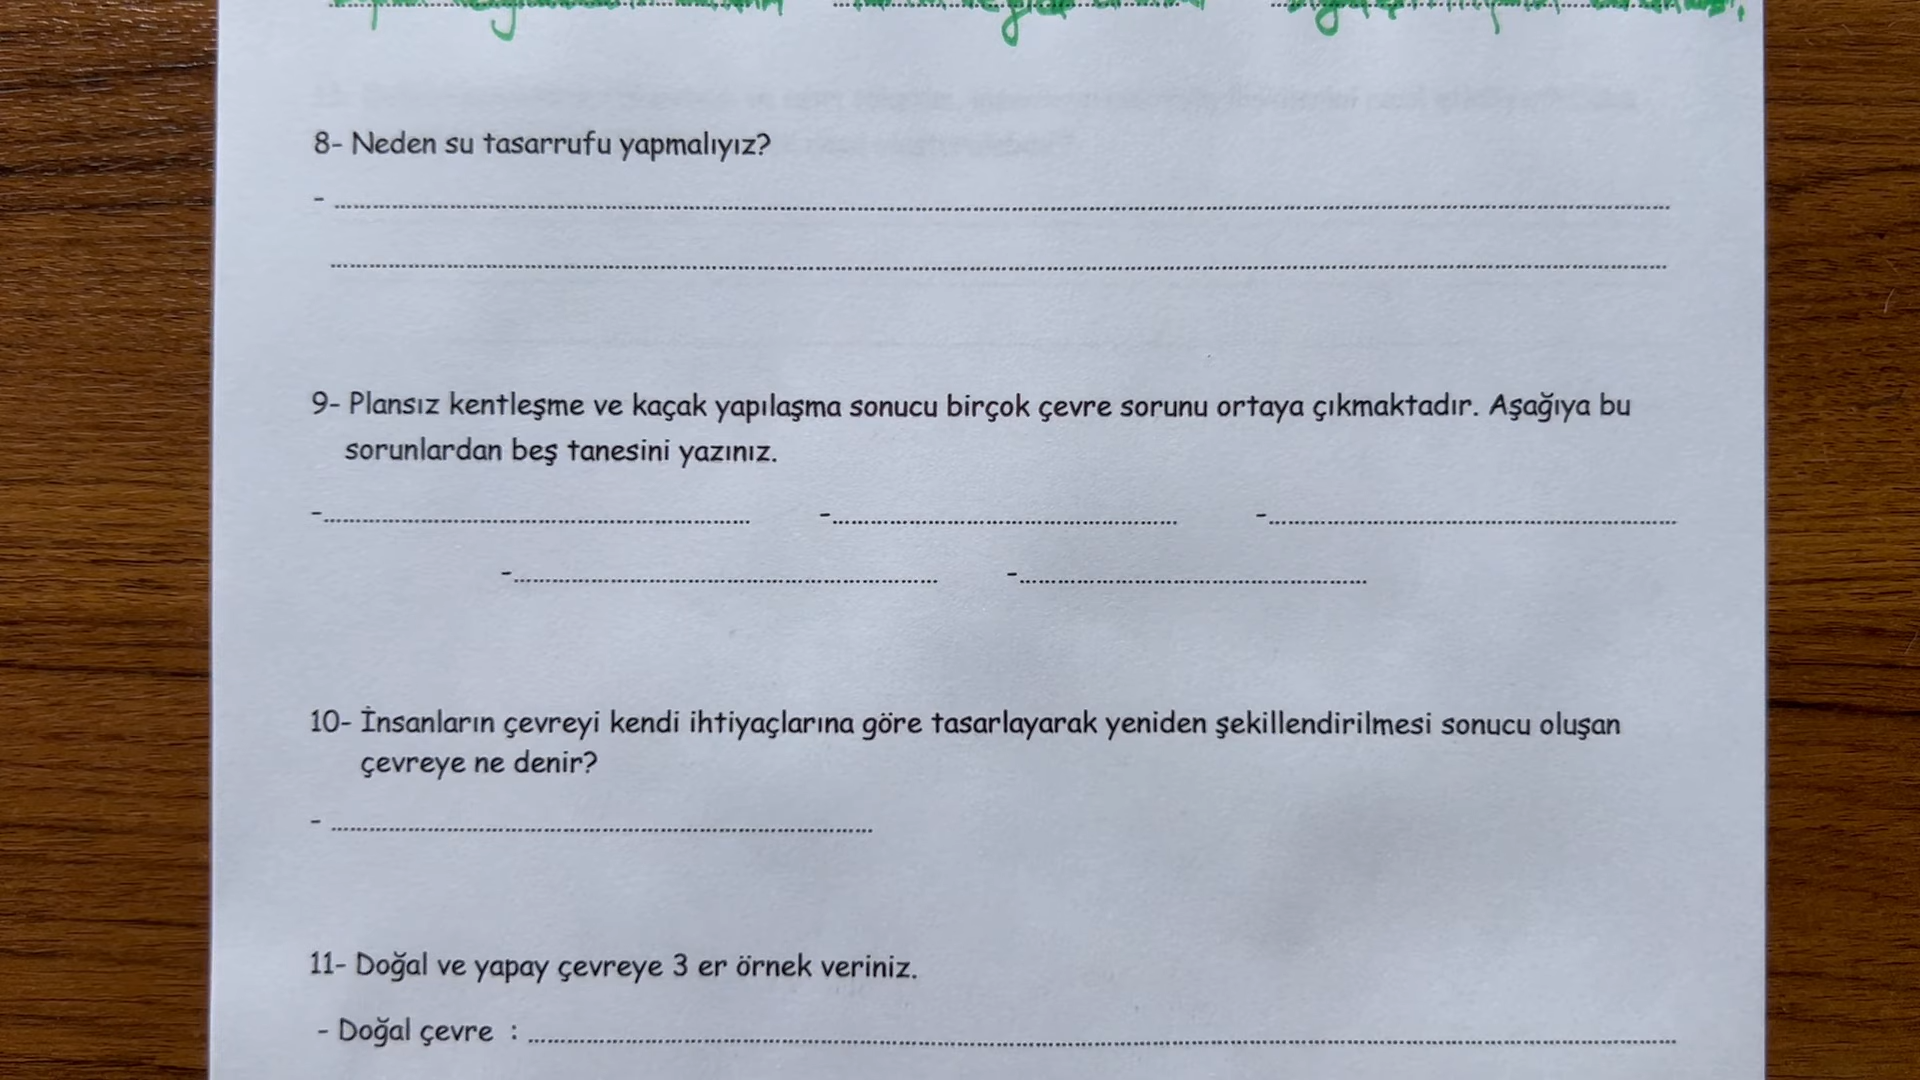 8- Neden su tasarrufu yapmalıyız?
-
9- Plansız kentleşme ve kaçak yapılaşma sonucu birçok çevre sorunu ortaya çıkmaktadır. Aşağıya bu
sorunlardan beş tanesini yazınız.
- - -
- -
10- İnsanların çevreyi kendi ihtiyaçlarına göre tasarlayarak yeniden şekillendirilmesi sonucu oluşan
çevreye ne denir?
-
11- Doğal ve yapay çevreye 3 er örnek veriniz.
- Doğal çevre :